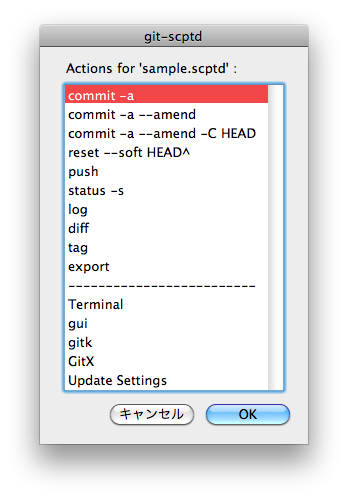 git-scptd
Actions for 'sample.scptd' :
commit -a
commit -a --amend
commit -a --amend -C HEAD
reset --soft HEAD^
push
status -s
log
diff
tag
export
--------------------------
Terminal
gui
gitk
GitX
Update Settings
キャンセル
OK